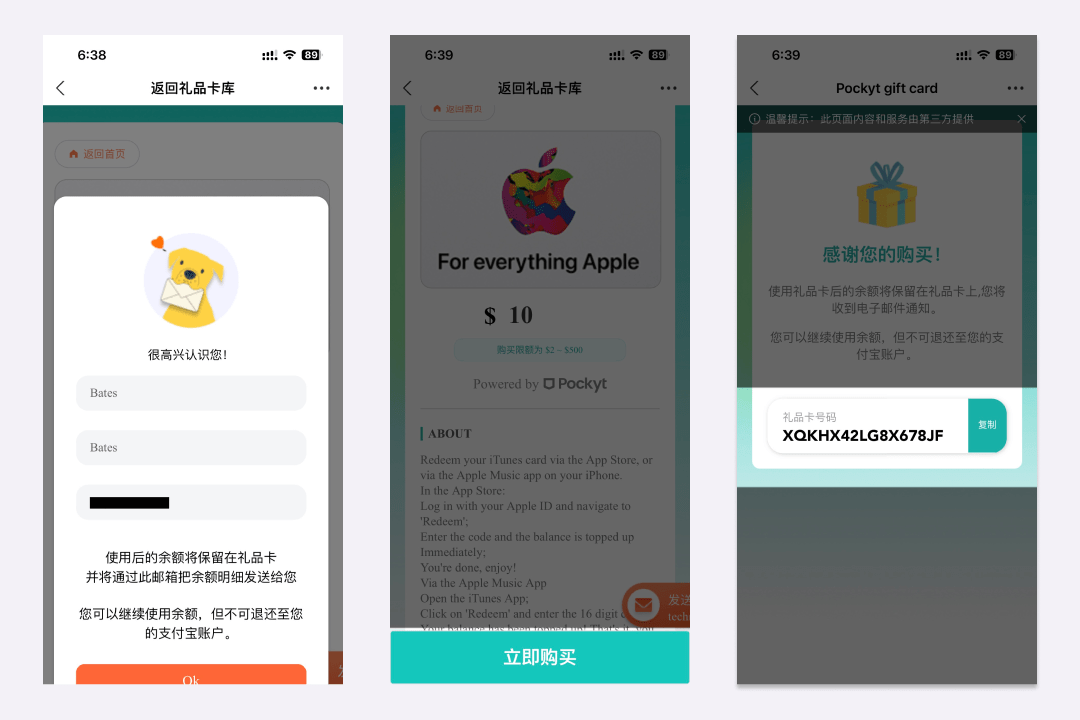 6:38
89
返回礼品卡库
返回首页
很高兴认识您!
Bates
Bates
使用后的余额将保留在礼品卡
并将通过此邮箱把余额明细发送给您
您可以继续使用余额，但不可退还至您
的支付宝账户。
Ok
6:39
89
返回礼品卡库
返回首页
For everything Apple
$ 10
购买限额为 $2 - $500
Powered by Pockyt
ABOUT
Redeem your iTunes card via the App Store, or
via the Apple Music app on your iPhone.
In the App Store:
Log in with your Apple ID and navigate to
'Redeem';
Enter the code and the balance is topped up
Immediately;
You're done, enjoy!
Via the Apple Music App
Open the iTunes App;
Click on 'Redeem' and enter the 16 digit
Your balance has been topped up! That's it, you
发送
tech
立即购买
6:39
89
Pockyt gift card
温馨提示：此页面内容和服务由第三方提供
感谢您的购买！
使用礼品卡后的余额将保留在礼品卡上,您将
收到电子邮件通知。
您可以继续使用余额，但不可退还至您的支
付宝账户。
礼品卡号码
XQKHX42LG8X678JF
复制